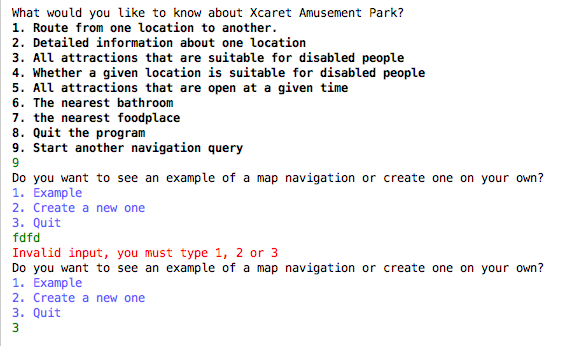 What would you like to know about Xcaret Amusement Park?
1. Route from one location to another.
2. Detailed information about one location
3. All attractions that are suitable for disabled people
4. Whether a given location is suitable for disabled people
5. All attractions that are open at a given time
6. The nearest bathroom
7. the nearest foodplace
8. Quit the program
9. Start another navigation query
9
Do you want to see an example of a map navigation or create one on your own?
1. Example
2. Create a new one
3. Quit
fdfd
Invalid input, you must type 1, 2 or 3
Do you want to see an example of a map navigation or create one on your own?
1. Example
2. Create a new one
3. Quit
3